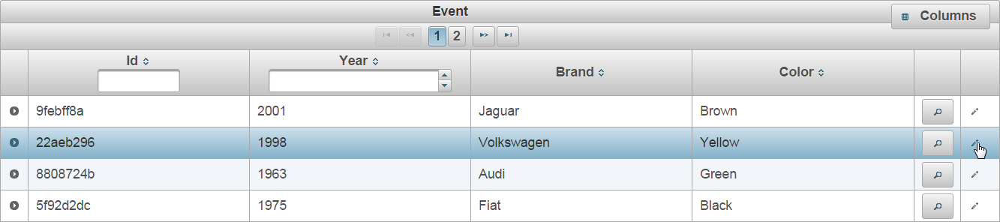 Event
Columns
1 2
Id Year Brand Color
9febff8a 2001 Jaguar Brown
22aeb296 1998 Volkswagen Yellow
8808724b 1963 Audi Green
5f92d2dc 1975 Fiat Black